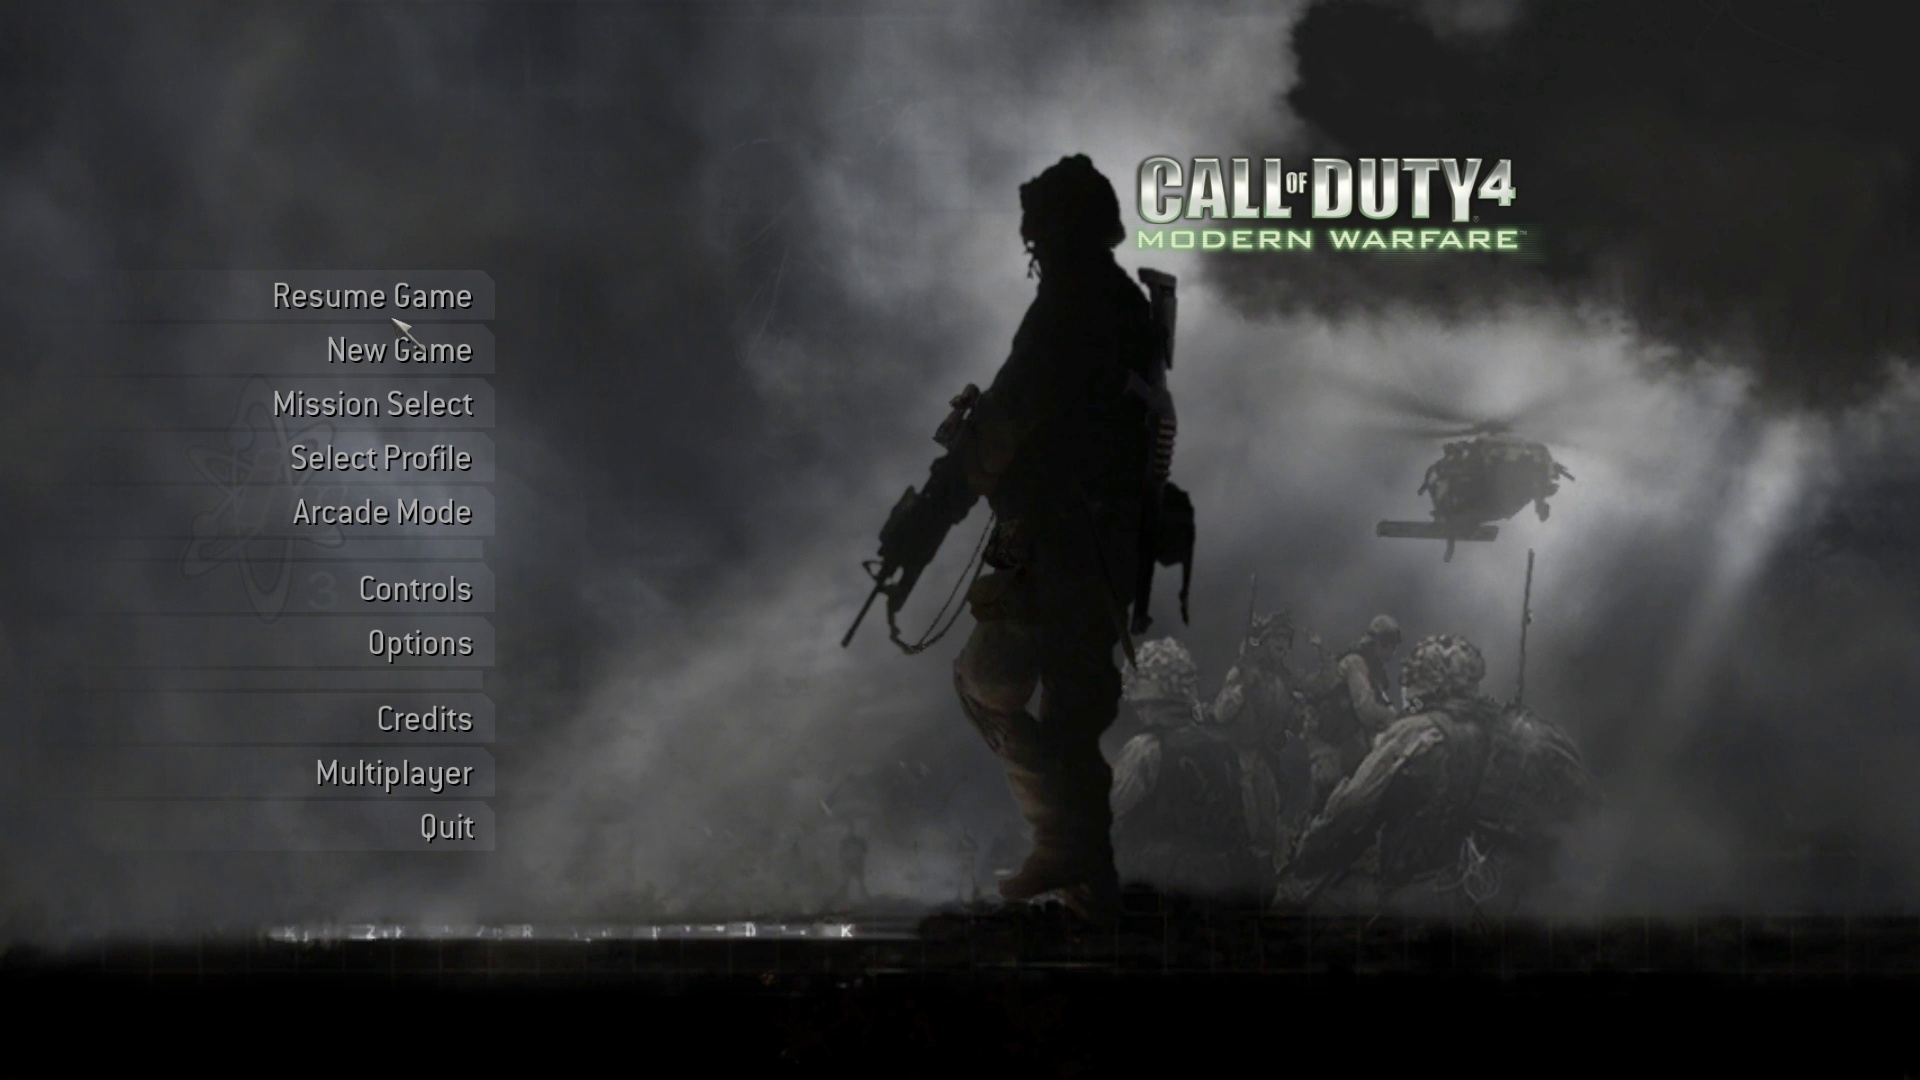 CALL OF DUTY 4
MODERN WARFARE™
Resume Game
New Game
Mission Select
Select Profile
Arcade Mode
Controls
Options
Credits
Multiplayer
Quit